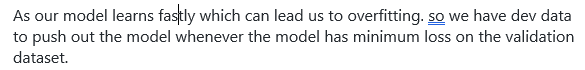 As our model learns fastly which can lead us to overfitting. so we have dev data
to push out the model whenever the model has minimum loss on the validation
dataset.